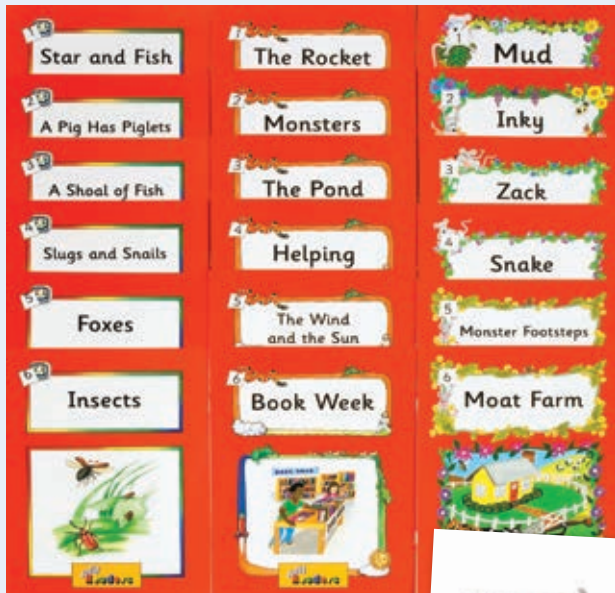 1
Star and Fish
2
A Pig Has Piglets
3
A Shoal of Fish
4
Slugs and Snails
5
Foxes
6
Insects
Readers
1
The Rocket
2
Monsters
3
The Pond
4
Helping
5
The Wind
and the Sun
6
Book Week
Readers
1
Mud
2
Inky
3
Zack
4
Snake
5
Monster Footsteps
6
Moat Farm